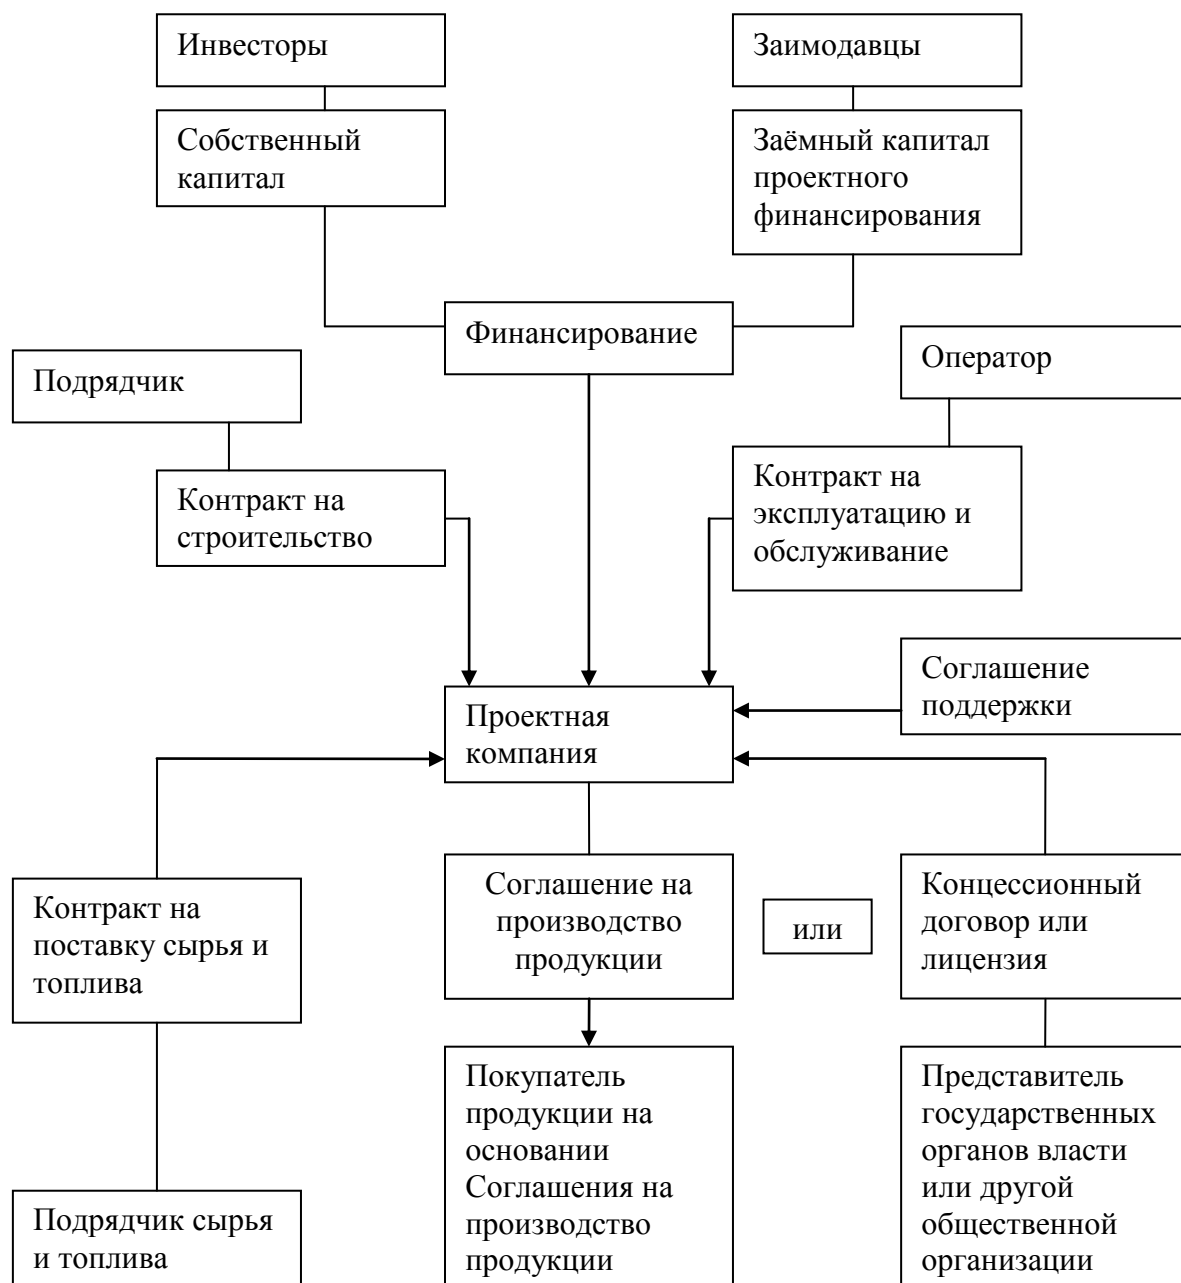 Инвесторы
Заимодавцы
Собственный
капитал
Заёмный капитал
проектного
финансирования
Финансирование
Подрядчик
Оператор
Контракт на
строительство
Контракт на
эксплуатацию и
обслуживание
Соглашение
поддержки
Проектная
компания
Контракт на
поставку сырья и
топлива
Соглашение на
производство
продукции
или
Концессионный
договор или
лицензия
Подрядчик сырья
и топлива
Покупатель
продукции на
основании
Соглашения на
производство
продукции
Представитель
государственных
органов власти
или другой
общественной
организации